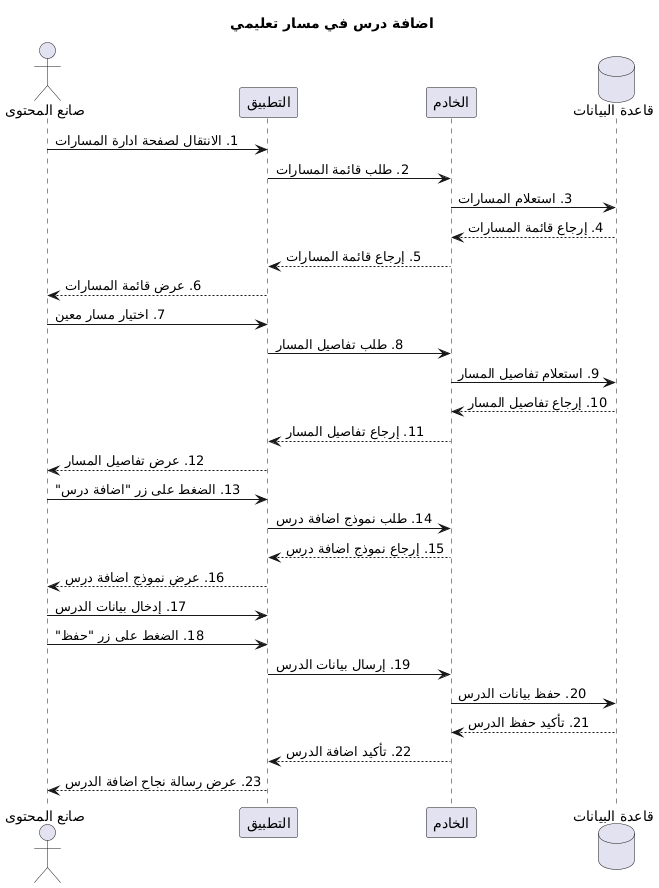 اضافة درس في مسار تعليمي
صانع المحتوى
التطبيق
الخادم
قاعدة البيانات
1. الانتقال لصفحة ادارة المسارات
2. طلب قائمة المسارات
3. استعلام المسارات
4. إرجاع قائمة المسارات
5. إرجاع قائمة المسارات
6. عرض قائمة المسارات
7. اختيار مسار معين
8. طلب تفاصيل المسار
9. استعلام تفاصيل المسار
10. إرجاع تفاصيل المسار
11. إرجاع تفاصيل المسار
12. عرض تفاصيل المسار
13. الضغط على زر "اضافة درس"
14. طلب نموذج اضافة درس
15. إرجاع نموذج اضافة درس
16. عرض نموذج اضافة درس
17. إدخال بيانات الدرس
18. الضغط على زر "حفظ"
19. إرسال بيانات الدرس
20. حفظ بيانات الدرس
21. تأكيد حفظ الدرس
22. تأكيد اضافة الدرس
23. عرض رسالة نجاح اضافة الدرس
صانع المحتوى
التطبيق
الخادم
قاعدة البيانات